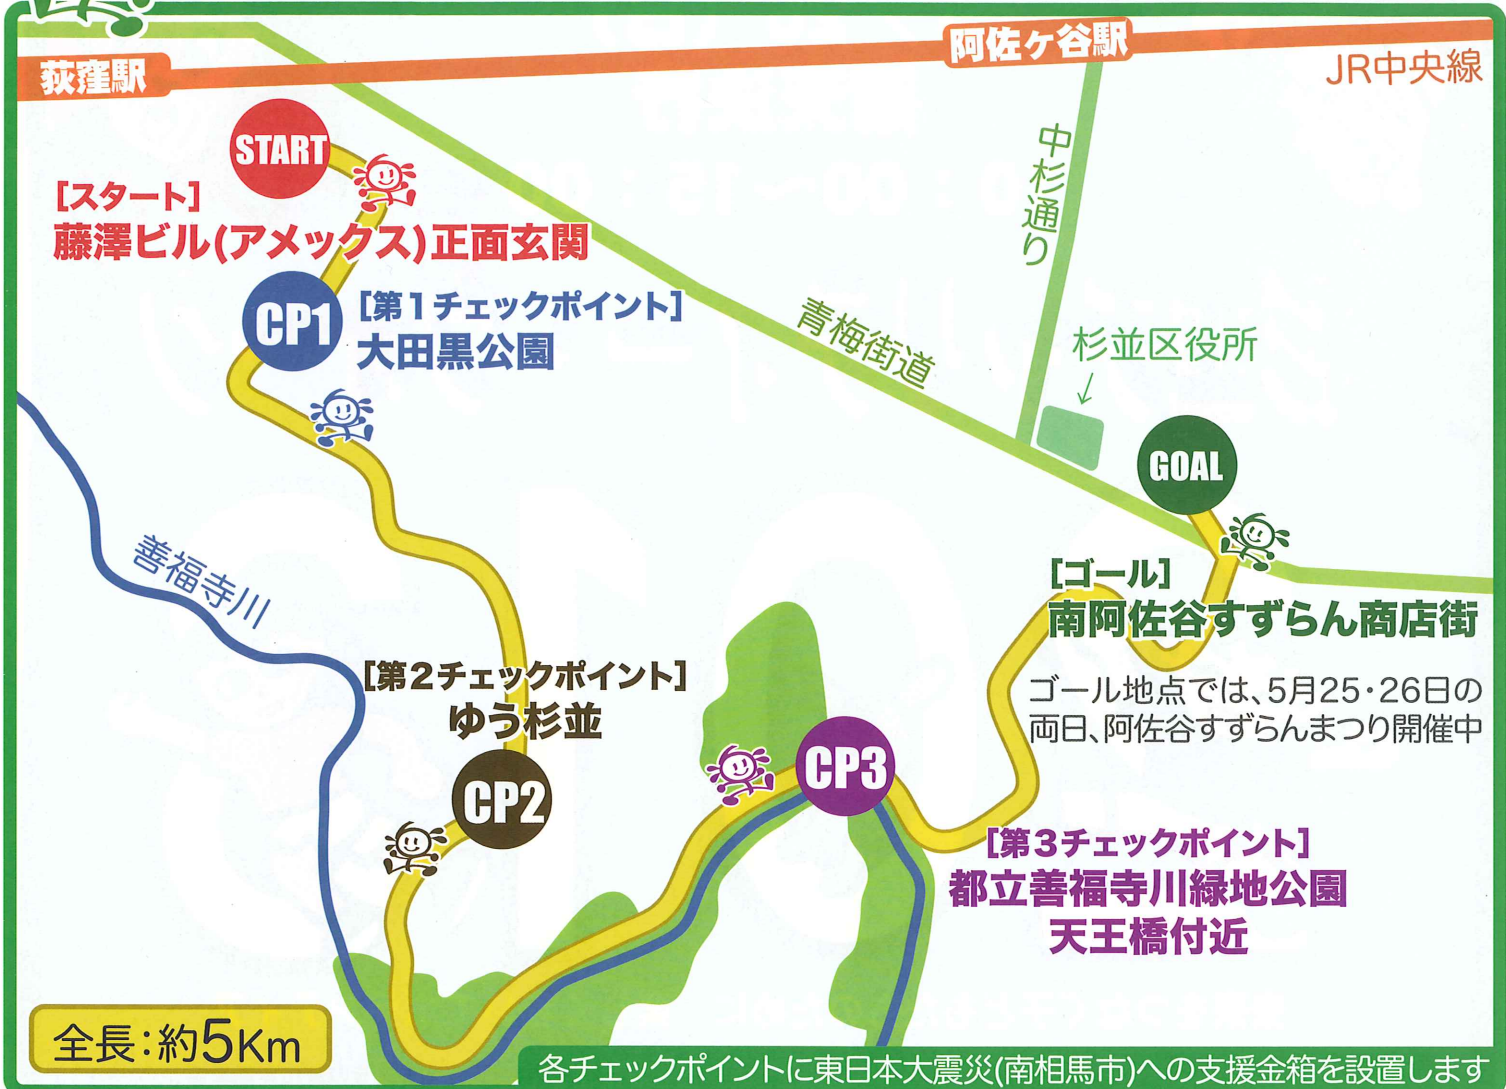 荻窪駅
阿佐ヶ谷駅
JR中央線
START
[スタート]
藤澤ビル(アメックス)正面玄関
中杉通り
CP1
[第1チェックポイント]
大田黒公園
青梅街道
杉並区役所
GOAL
善福寺川
[ゴール]
南阿佐谷すずらん商店街
ゴール地点では、5月25・26日の
両日、阿佐谷すずらんまつり開催中
[第2チェックポイント]
ゆう杉並
CP2
CP3
[第3チェックポイント]
都立善福寺川緑地公園
天王橋付近
全長：約5Km
各チェックポイントに東日本大震災(南相馬市)への支援金箱を設置します